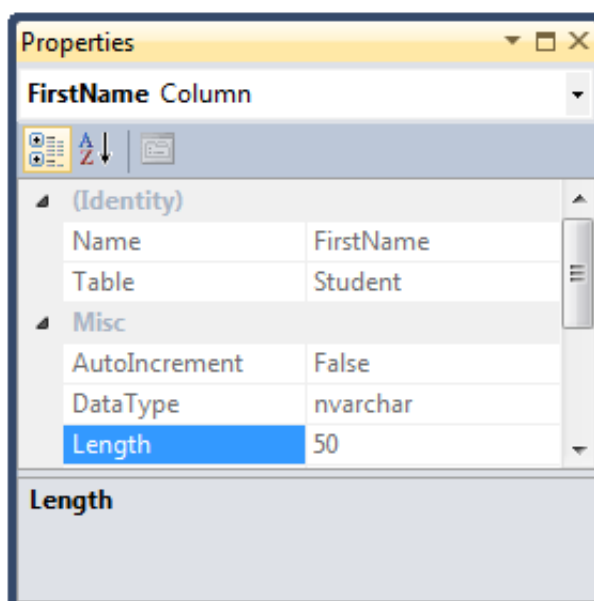 Properties
FirstName Column
A
Z
(Identity)
Name FirstName
Table Student
Misc
AutoIncrement False
DataType nvarchar
Length 50
Length